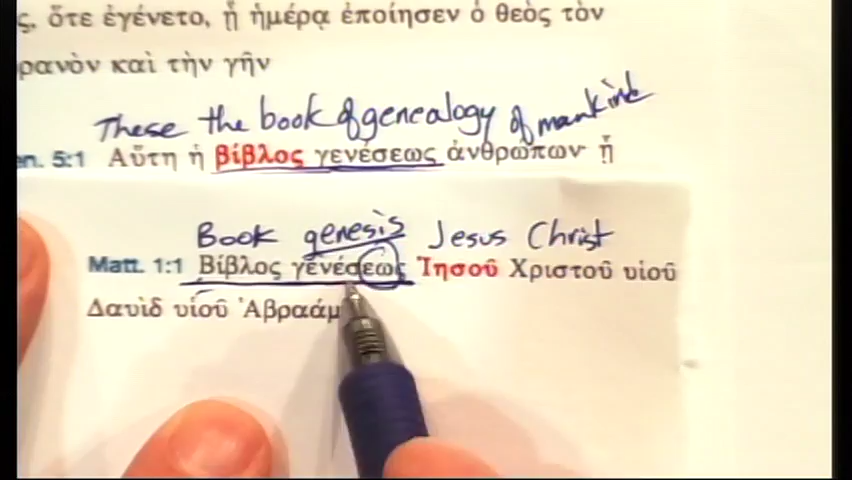 ς, ὅτε ἐγένετο, ᾗ ἡμέρᾳ ἐποίησεν ὁ θεὸς τὸν
ρανὸν καὶ τὴν γῆν
These the book of genealogy of mankind
en. 5:1 Αὕτη ἡ βίβλος γενέσεως ἀνθρώπων· ᾗ
Book genesis Jesus Christ
Matt. 1:1 Βίβλος γενέσεως Ἰησοῦ Χριστοῦ υἱοῦ
Δαυὶδ υἱοῦ Ἀβραάμ